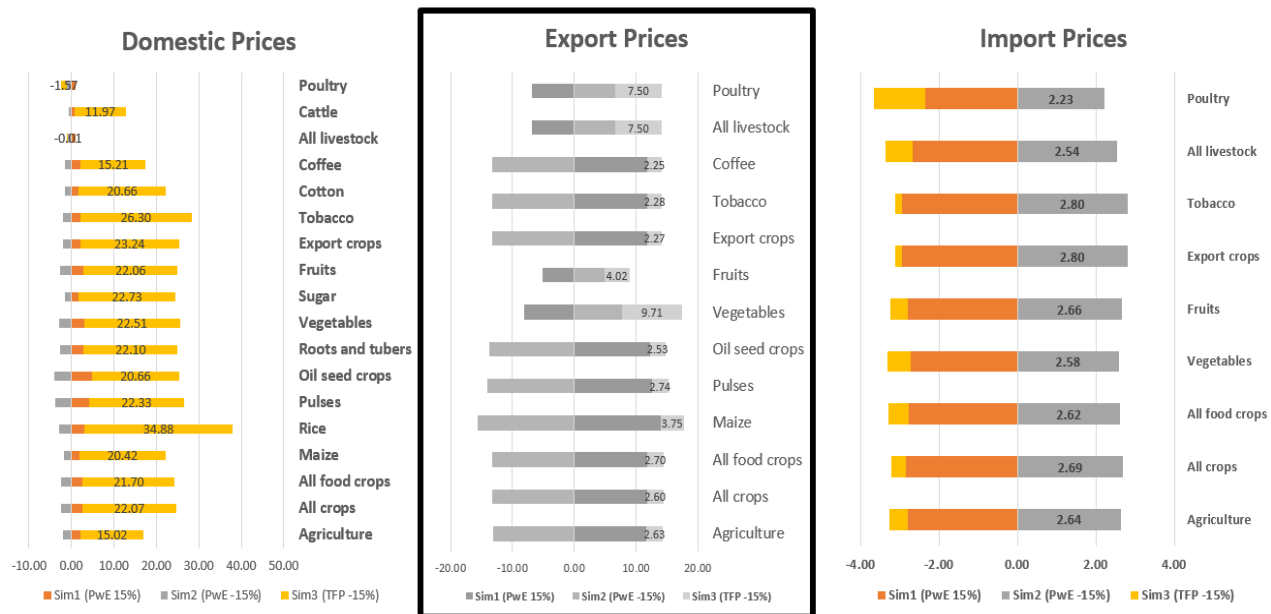 Domestic Prices
-1.57 Poultry
11.97 Cattle
-0.01 All livestock
15.21 Coffee
20.66 Cotton
26.30 Tobacco
23.24 Export crops
22.06 Fruits
22.73 Sugar
22.51 Vegetables
22.10 Roots and tubers
20.66 Oil seed crops
22.33 Pulses
34.88 Rice
20.42 Maize
21.70 All food crops
22.07 All crops
15.02 Agriculture
-10.00 0.00 10.00 20.00 30.00 40.00 50.00
Sim1 (PwE 15%) Sim2 (PwE -15%) Sim3 (TFP -15%)
Export Prices
7.50 Poultry
7.50 All livestock
2.25 Coffee
2.28 Tobacco
2.27 Export crops
4.02 Fruits
9.71 Vegetables
2.53 Oil seed crops
2.74 Pulses
3.75 Maize
2.70 All food crops
2.60 All crops
2.63 Agriculture
-20.00 -10.00 0.00 10.00 20.00
Sim1 (PwE 15%) Sim2 (PwE -15%) Sim3 (TFP -15%)
Import Prices
2.23 Poultry
2.54 All livestock
2.80 Tobacco
2.80 Export crops
2.66 Fruits
2.58 Vegetables
2.62 All food crops
2.69 All crops
2.64 Agriculture
-4.00 -2.00 0.00 2.00 4.00
Sim1 (PwE 15%) Sim2 (PwE -15%) Sim3 (TFP -15%)